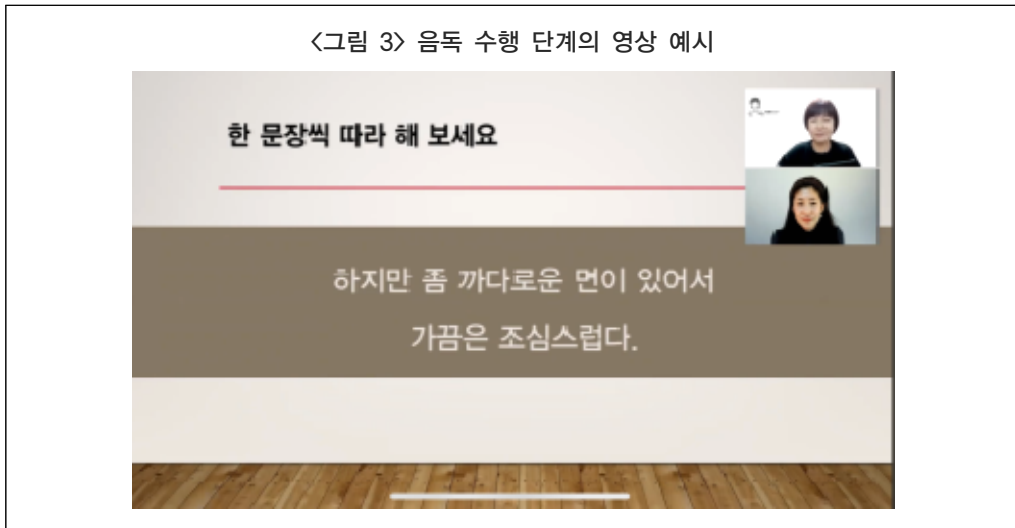 〈그림 3〉 음독 수행 단계의 영상 예시
한 문장씩 따라 해 보세요
하지만 좀 까다로운 면이 있어서
가끔은 조심스럽다.